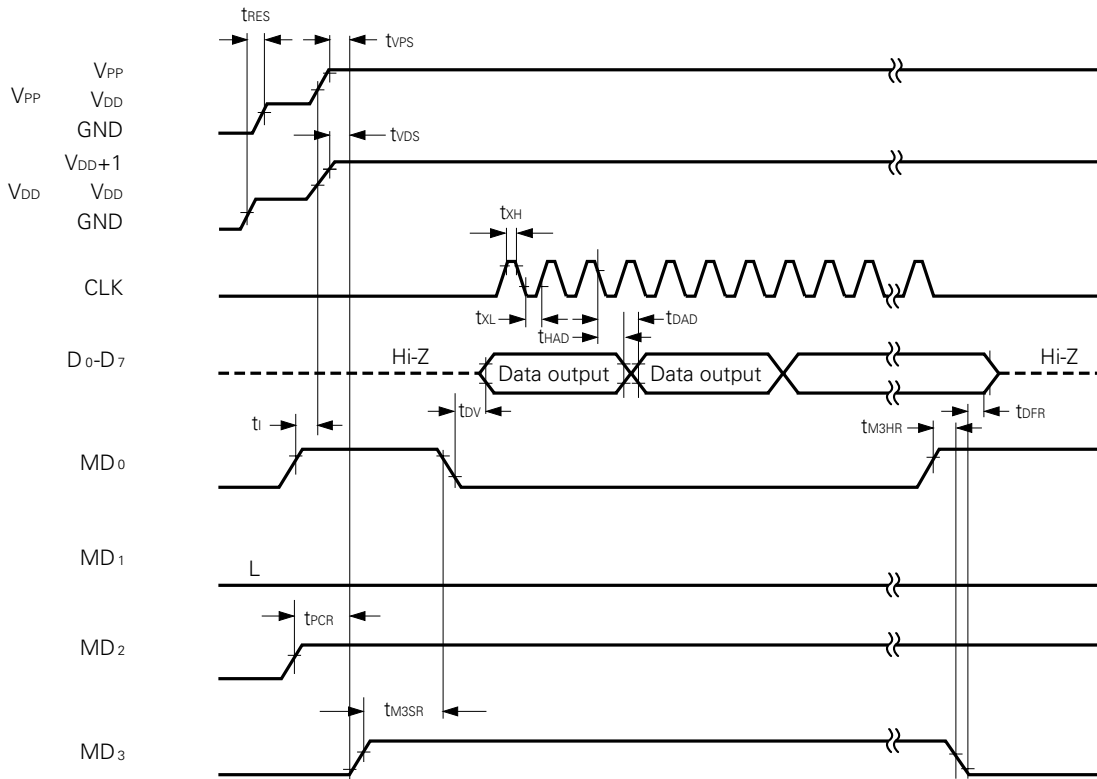 tRES
tVPS
VPP
VPP
VDD
GND
tVDS
VDD+1
VDD
VDD
GND
tXH
CLK
tXL
tHAD
tDAD
D0-D7
Hi-Z
Data output
Data output
Hi-Z
tDV
tDFR
tI
tM3HR
MD0
MD1
L
tPCR
MD2
tM3SR
MD3